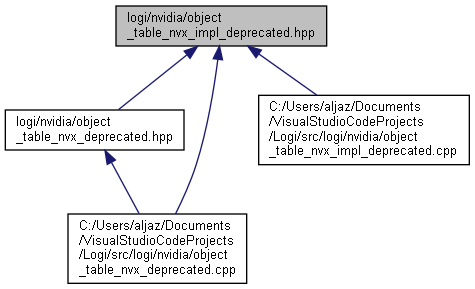 logi/nvidia/object
_table_nvx_impl_deprecated.hpp
logi/nvidia/object
_table_nvx_deprecated.hpp
C:/Users/aljaz/Documents
/VisualStudioCodeProjects
/Logi/src/logi/nvidia/object
_table_nvx_impl_deprecated.cpp
C:/Users/aljaz/Documents
/VisualStudioCodeProjects
/Logi/src/logi/nvidia/object
_table_nvx_deprecated.cpp